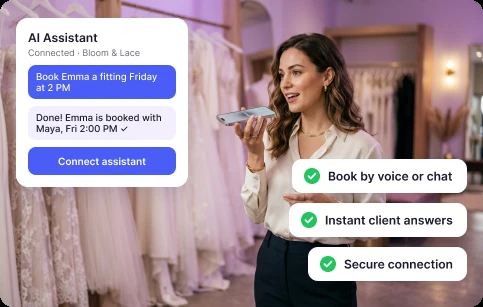 AI Assistant
Connected · Bloom & Lace
Book Emma a fitting Friday
at 2 PM
Done! Emma is booked with
Maya, Fri 2:00 PM ✓
Connect assistant
Book by voice or chat
Instant client answers
Secure connection